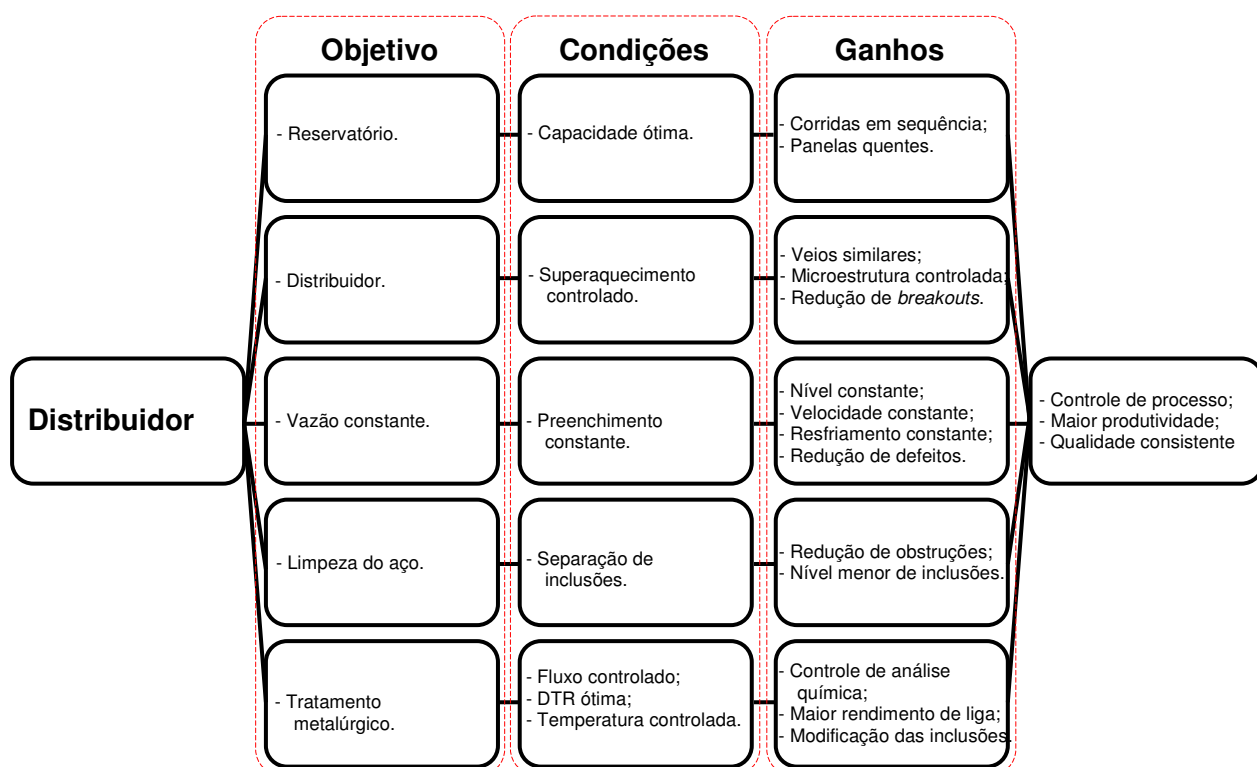 Objetivo
Condições
Ganhos
- Reservatório.
- Capacidade ótima.
- Corridas em sequência;
- Panelas quentes.
- Distribuidor.
- Superaquecimento
controlado.
- Veios similares;
- Microestrutura controlada;
- Redução de breakouts.
Distribuidor
- Vazão constante.
- Preenchimento
constante.
- Nível constante;
- Velocidade constante;
- Resfriamento constante;
- Redução de defeitos.
- Controle de processo;
- Maior produtividade;
- Qualidade consistente
- Limpeza do aço.
- Separação de
inclusões.
- Redução de obstruções;
- Nível menor de inclusões.
- Tratamento
metalúrgico.
- Fluxo controlado;
- DTR ótima;
- Temperatura controlada.
- Controle de análise
química;
- Maior rendimento de liga;
- Modificação das inclusões.